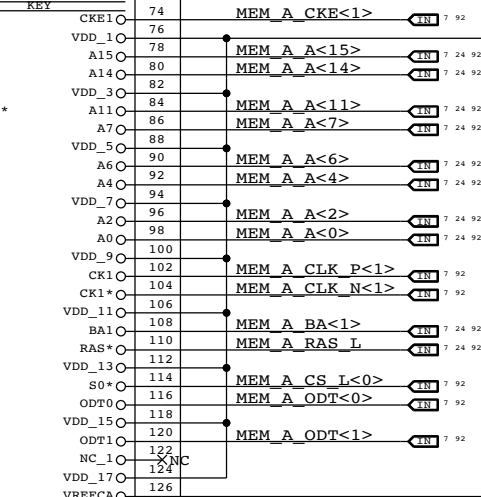 KEY
CKE1 74 MEM_A_CKE<1> IN 7 92
VDD_1 76
A15 78 MEM_A_A<15> IN 7 24 92
A14 80 MEM_A_A<14> IN 7 24 92
VDD_3 82
* A11 84 MEM_A_A<11> IN 7 24 92
A7 86 MEM_A_A<7> IN 7 24 92
VDD_5 88
A6 90 MEM_A_A<6> IN 7 24 92
A4 92 MEM_A_A<4> IN 7 24 92
VDD_7 94
A2 96 MEM_A_A<2> IN 7 24 92
A0 98 MEM_A_A<0> IN 7 24 92
VDD_9 100
CK1 102 MEM_A_CLK_P<1> IN 7 92
CK1* 104 MEM_A_CLK_N<1> IN 7 92
VDD_11 106
BA1 108 MEM_A_BA<1> IN 7 24 92
RAS* 110 MEM_A_RAS_L IN 7 24 92
VDD_13 112
S0* 114 MEM_A_CS_L<0> IN 7 92
ODT0 116 MEM_A_ODT<0> IN 7 92
VDD_15 118
ODT1 120 MEM_A_ODT<1> IN 7 92
NC_1 122 NC
VDD_17 124
VREFCA 126